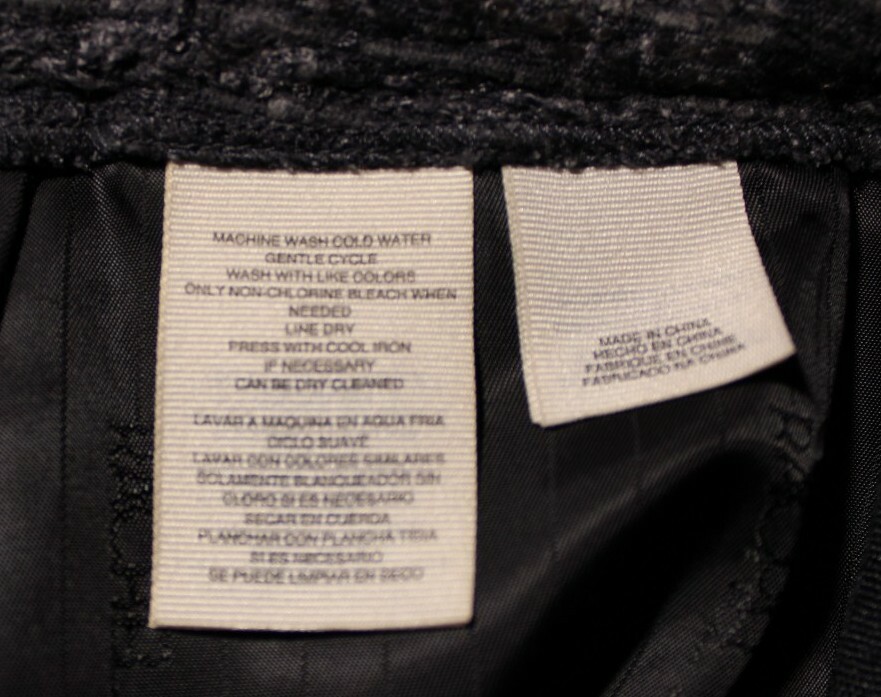 MACHINE WASH COLD WATER
GENTLE CYCLE
WASH WITH LIKE COLORS
ONLY NON-CHLORINE BLEACH WHEN
NEEDED
LINE DRY
PRESS WITH COOL IRON
IF NECESSARY
CAN BE DRY CLEANED
LAVAR A MAQUINA EN AGUA FRIA
CICLO SUAVE
LAVAR CON COLORES SIMILARES
SOLAMENTE BLANQUEADOR SIN
CLORO SI ES NECESARIO
SECAR EN CUERDA
PLANCHAR CON PLANCHA TIBIA
SI ES NECESARIO
SE PUEDE LIMPIAR EN SECO
MADE IN CHINA
HECHO EN CHINA
FABRIQUE EN CHINE
FABRICADO NA CHINA